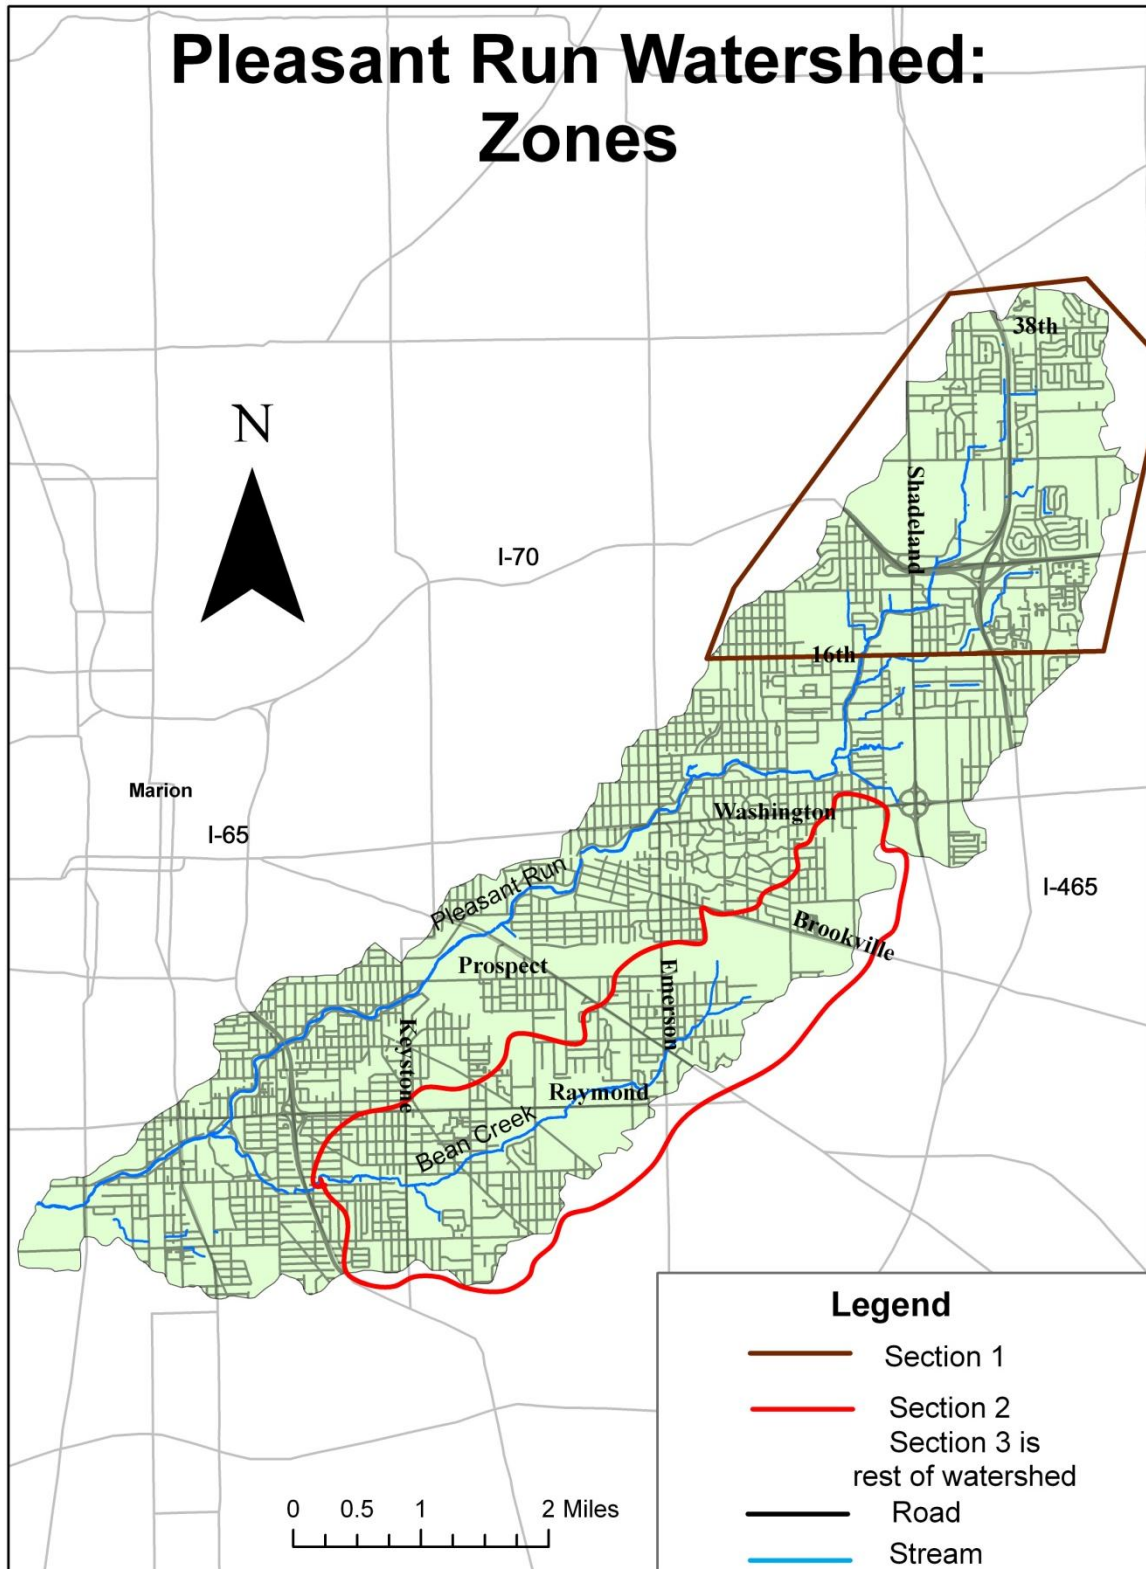 Pleasant Run Watershed:
Zones
38th
N
Shadeland
I-70
16th
Marion
Washington
I-65
I-465
Pleasant Run
Brookville
Prospect
Emerson
Keystone
Raymond
Bean Creek
Legend
Section 1
Section 2
Section 3 is
rest of watershed
Road
Stream
0 0.5 1 2 Miles